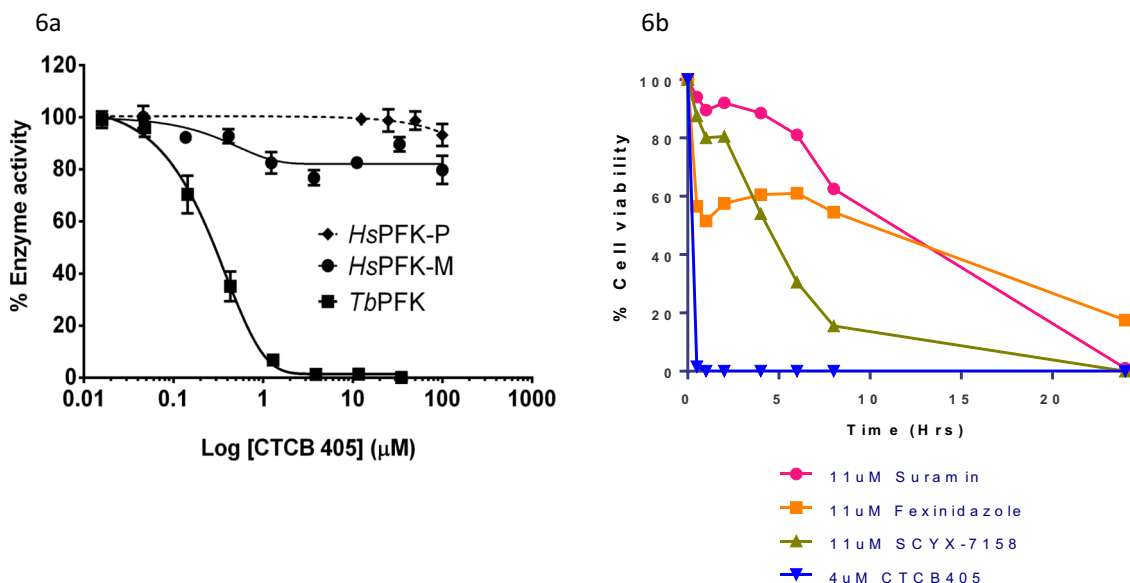 6a
120
100
80
60
40
20
0
% Enzyme activity
HsPFK-P
HsPFK-M
TbPFK
0.01 0.1 1 10 100 1000
Log [CTCB 405] (μM)
6b
100
80
60
40
20
0
% Cell viability
0 5 10 15 20
Time (Hrs)
11uM Suramin
11uM Fexinidazole
11uM SCYX-7158
4uM CTCB405